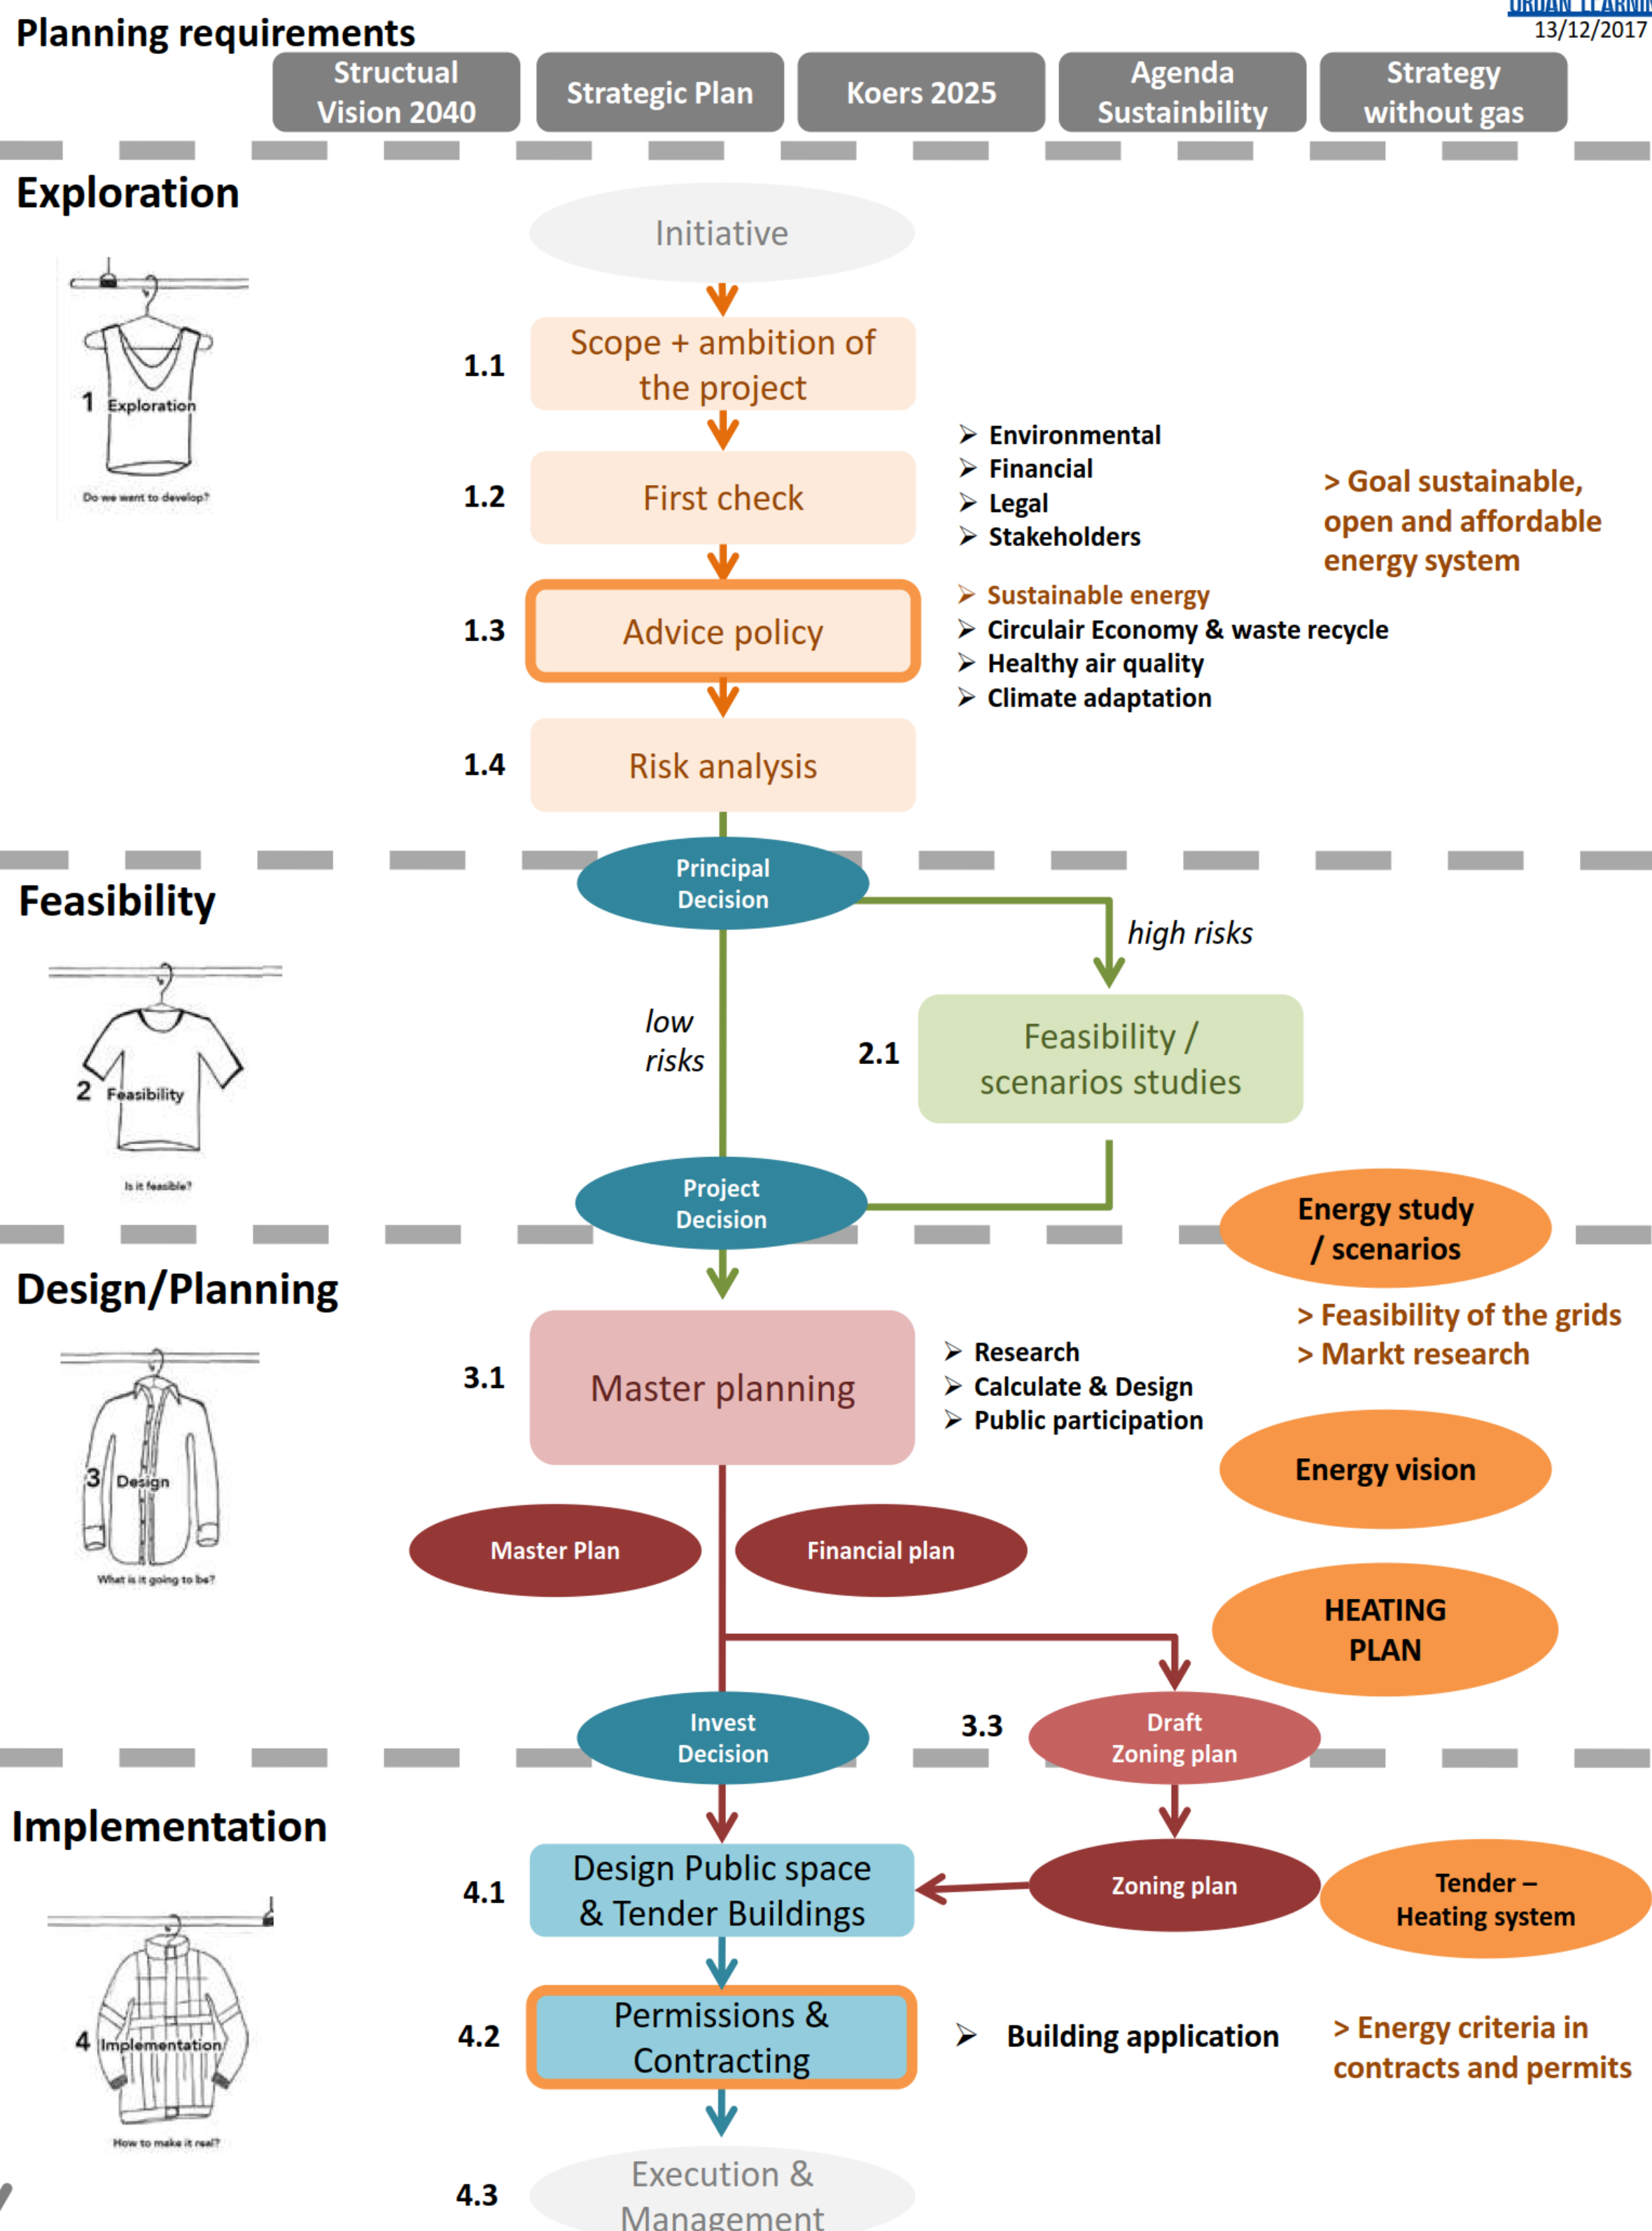 URBAN LEARNIN
13/12/2017
Planning requirements
Structual
Vision 2040
Strategic Plan
Koers 2025
Agenda
Sustainbility
Strategy
without gas
Exploration
1 Exploration
Do we want to develop?
Initiative
1.1
Scope + ambition of
the project
1.2
First check
➢ Environmental
➢ Financial
➢ Legal
➢ Stakeholders
> Goal sustainable,
open and affordable
energy system
1.3
Advice policy
➢ Sustainable energy
➢ Circulair Economy & waste recycle
➢ Healthy air quality
➢ Climate adaptation
1.4
Risk analysis
Principal
Decision
Feasibility
2 Feasibility
Is it feasible?
high risks
low
risks
2.1
Feasibility /
scenarios studies
Project
Decision
Energy study
/ scenarios
Design/Planning
3 Design
What is it going to be?
> Feasibility of the grids
> Markt research
3.1
Master planning
➢ Research
➢ Calculate & Design
➢ Public participation
Energy vision
Master Plan
Financial plan
HEATING
PLAN
Invest
Decision
3.3
Draft
Zoning plan
Implementation
4 Implementation
How to make it real?
4.1
Design Public space
& Tender Buildings
Zoning plan
Tender –
Heating system
4.2
Permissions &
Contracting
➢ Building application
> Energy criteria in
contracts and permits
4.3
Execution &
Management